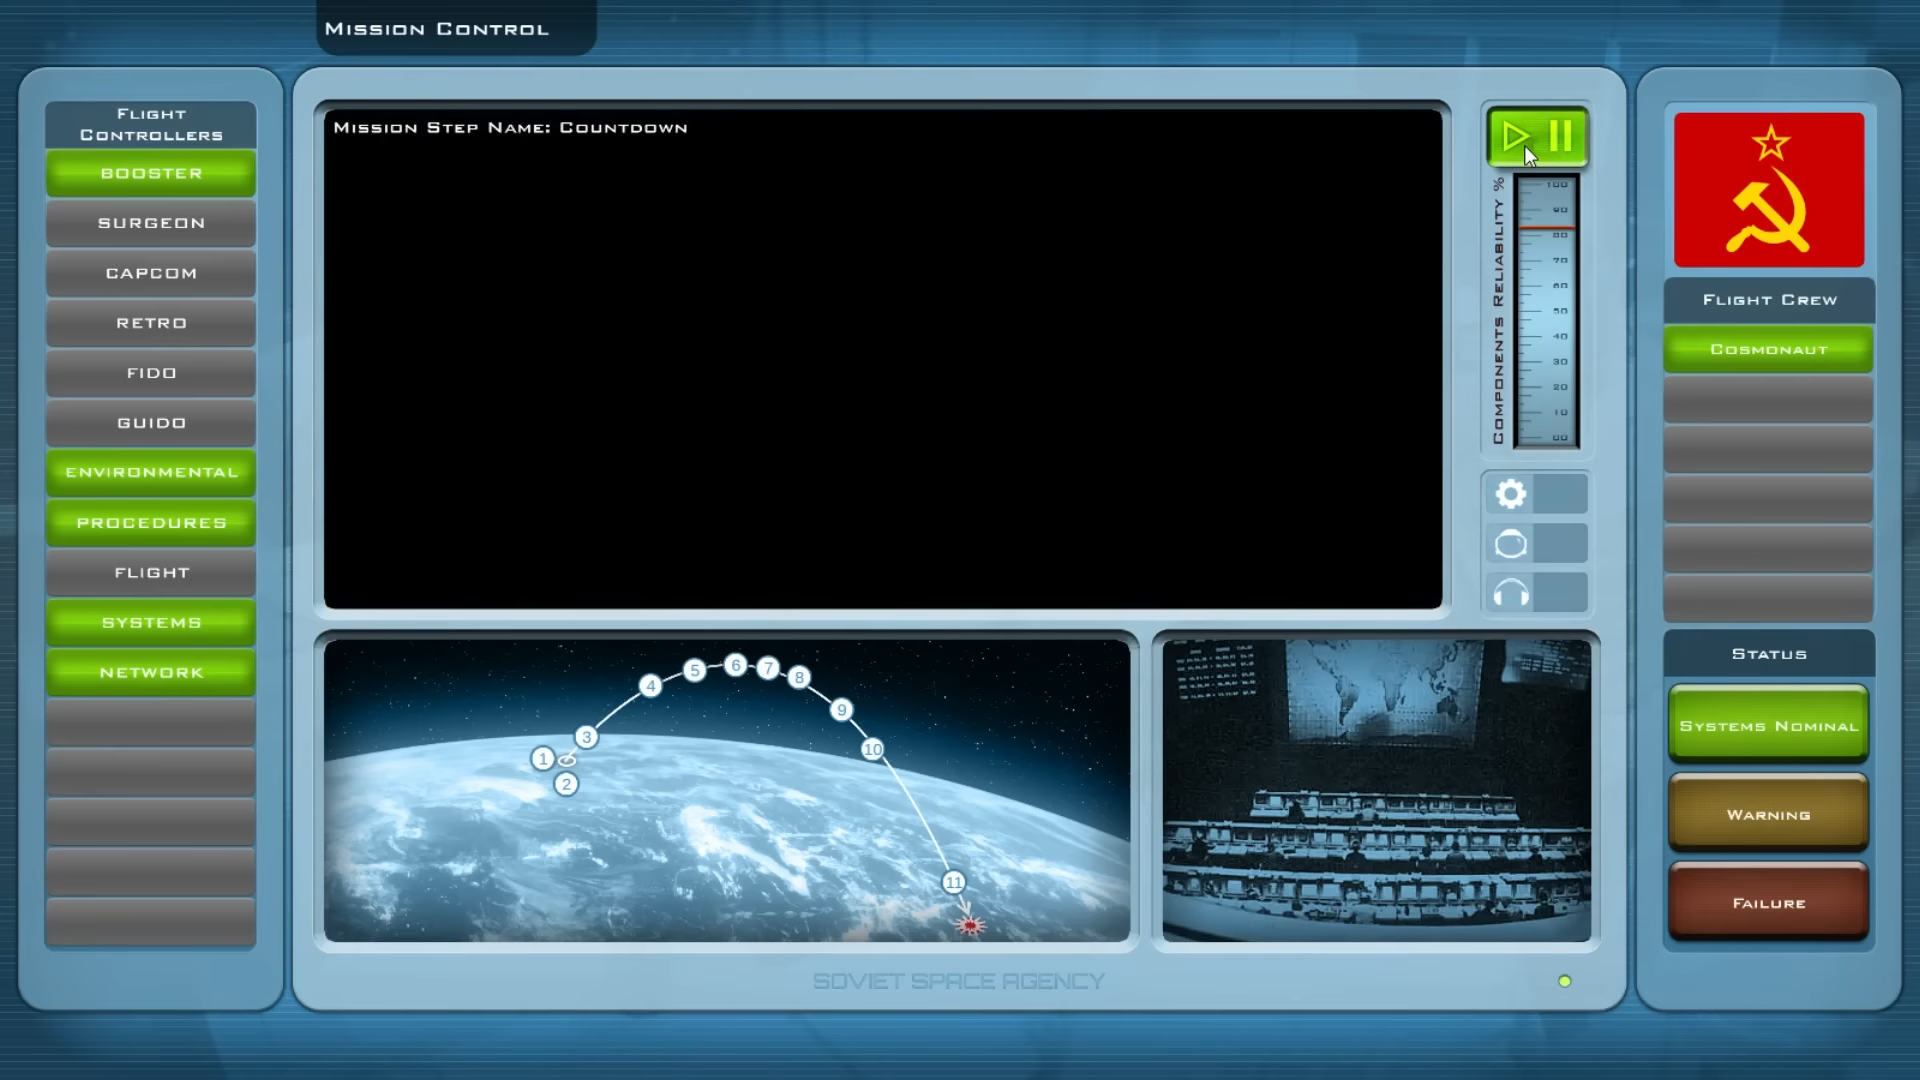 Mission Control
Flight
Controllers
BOOSTER
SURGEON
CAPCOM
RETRO
FIDO
GUIDO
ENVIRONMENTAL
PROCEDURES
FLIGHT
SYSTEMS
NETWORK
Mission Step Name: Countdown
Components Reliability %
100
90
80
70
60
50
40
30
20
10
00
1
2
3
4
5
6
7
8
9
10
11
SOVIET SPACE AGENCY
Flight Crew
Cosmonaut
Status
Systems Nominal
Warning
Failure